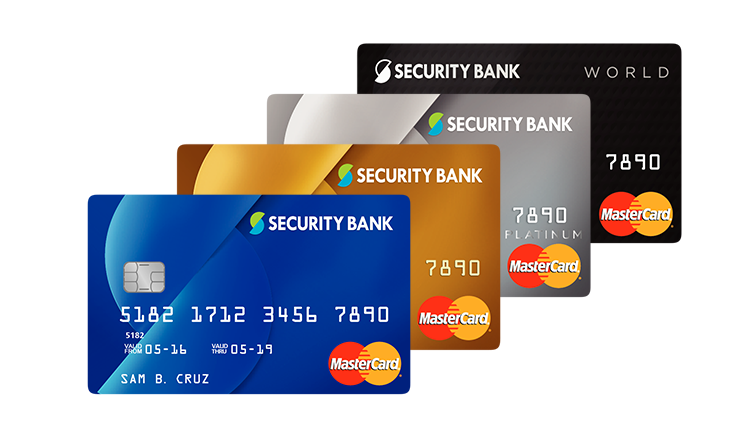 SECURITY BANK WORLD
7890
MasterCard
SECURITY BANK
7890
PLATINUM
MasterCard
SECURITY BANK
7890
MasterCard
SECURITY BANK
5182 1712 3456 7890
5182
VALID FROM 05-16 VALID THRU 05-19
SAM B. CRUZ
MasterCard